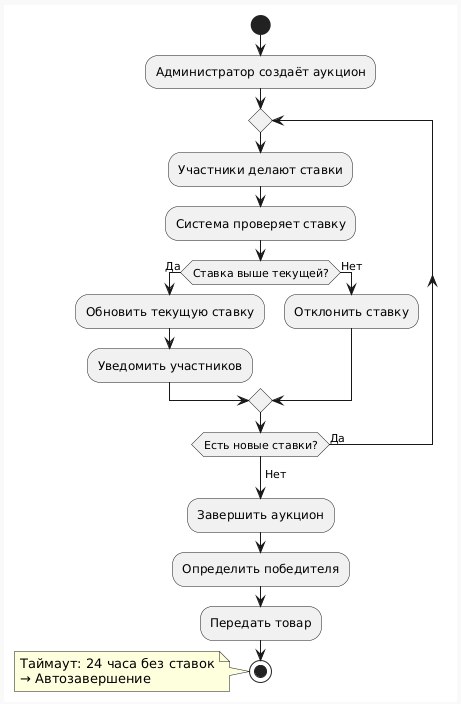 Администратор создаёт аукцион
Участники делают ставки
Система проверяет ставку
Ставка выше текущей?
Да
Нет
Обновить текущую ставку
Отклонить ставку
Уведомить участников
Есть новые ставки?
Да
Нет
Завершить аукцион
Определить победителя
Передать товар
Таймаут: 24 часа без ставок
→ Автозавершение